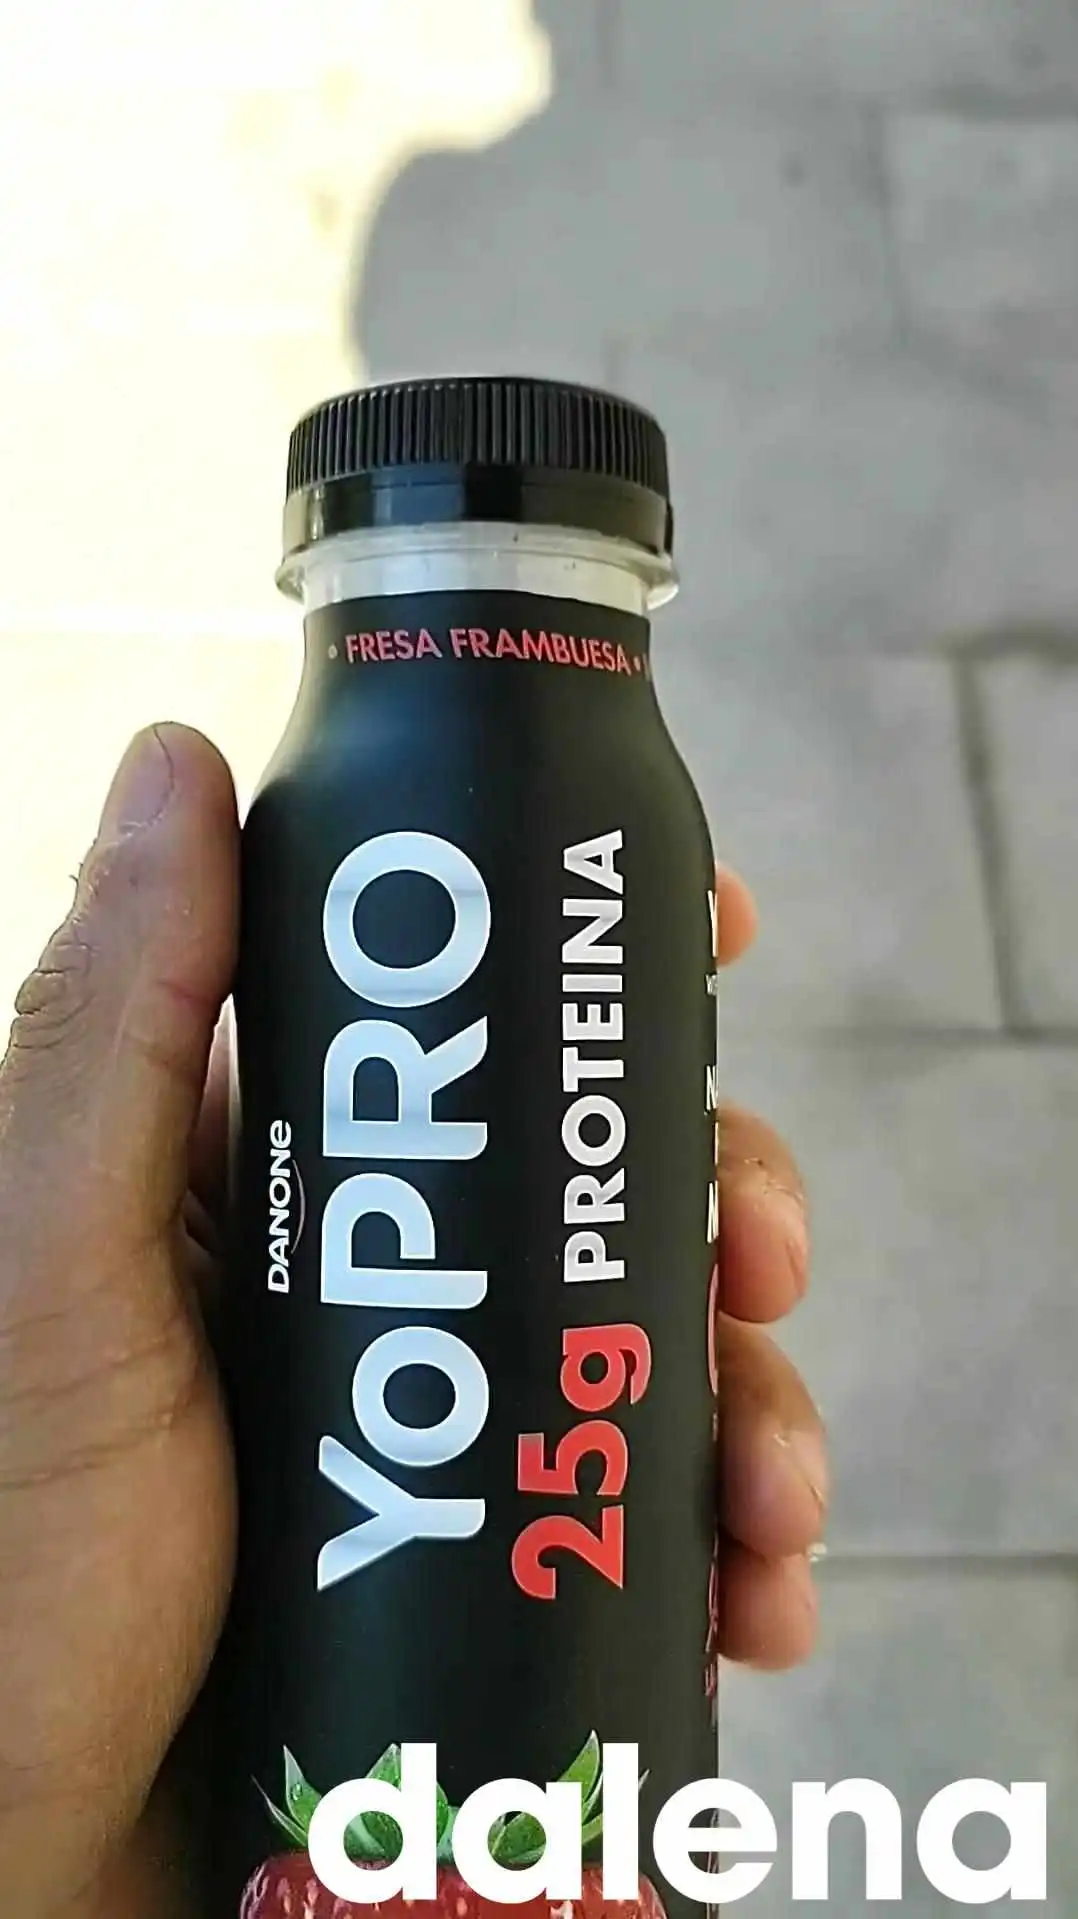 FRESA FRAMBUESA
DANONE
YoPRO
25g PROTEINA
dalena